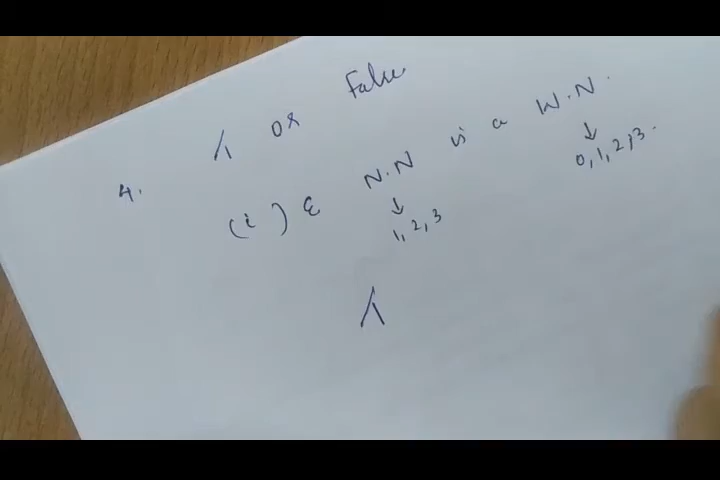 4. T or False
(i) E N.N is a W.N.
↓ 1, 2, 3 ↓ 0, 1, 2, 3.
T